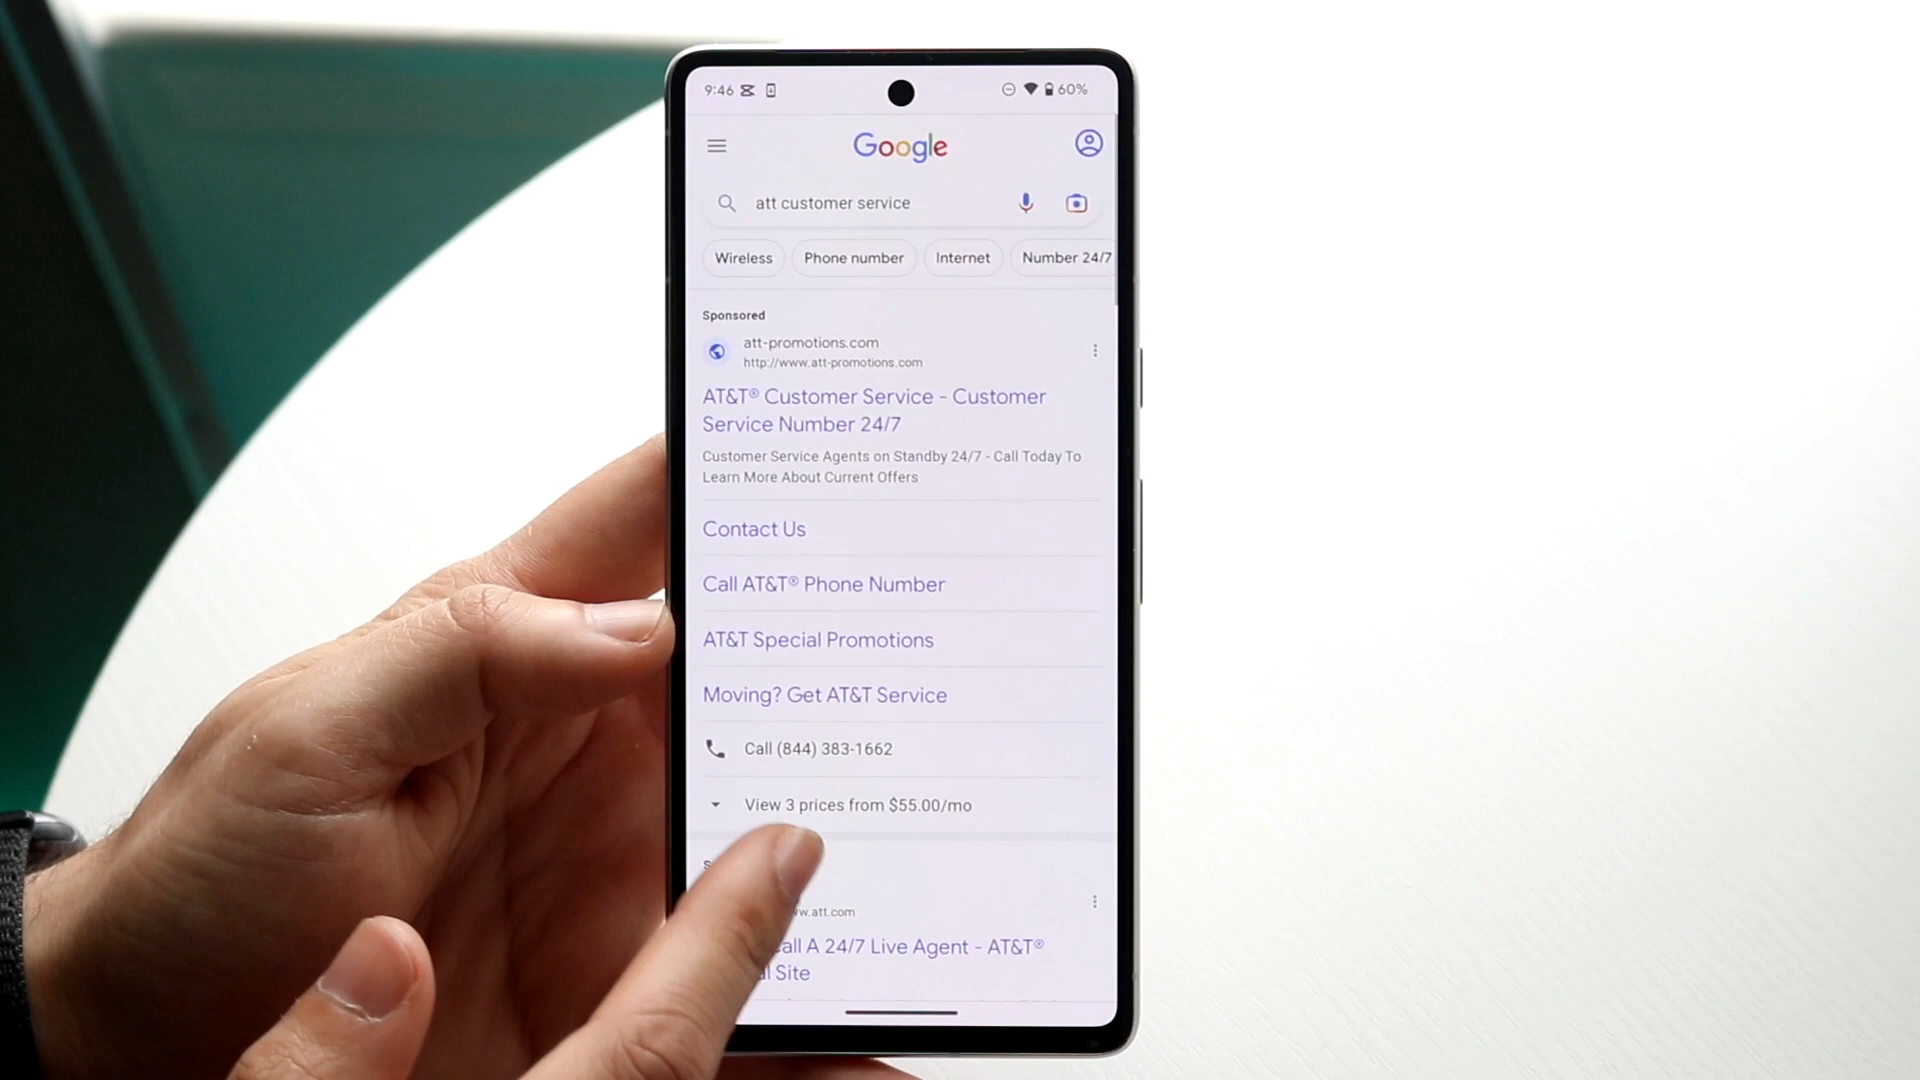 9:46 60%
Google
att customer service
Wireless Phone number Internet Number 24/7
Sponsored
att-promotions.com
http://www.att-promotions.com
AT&T® Customer Service - Customer
Service Number 24/7
Customer Service Agents on Standby 24/7 - Call Today To
Learn More About Current Offers
Contact Us
Call AT&T® Phone Number
AT&T Special Promotions
Moving? Get AT&T Service
Call (844) 383-1662
View 3 prices from $55.00/mo
w.att.com
all A 24/7 Live Agent - AT&T®
Site